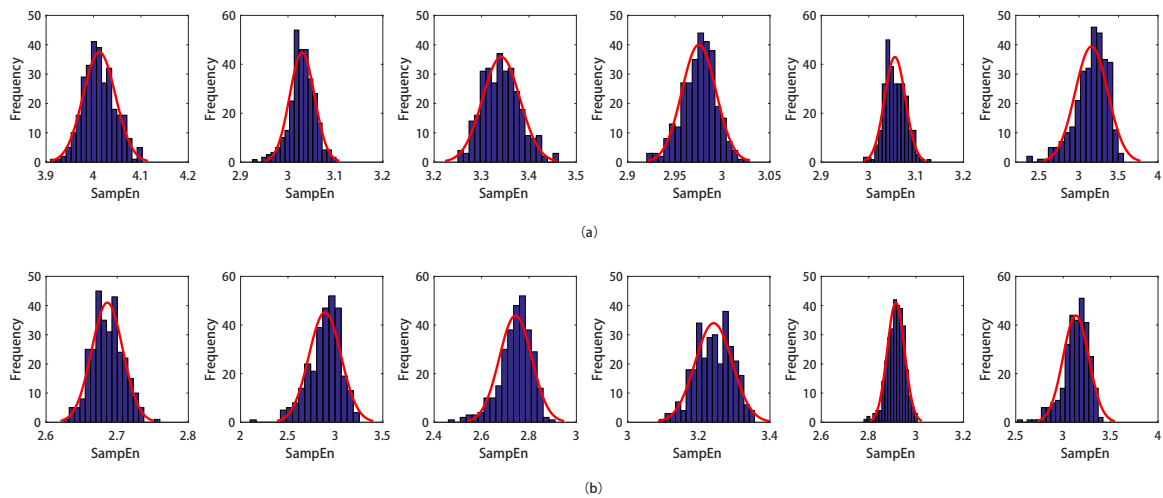 50 60 50 50 60 50
40 40 40 40 40 40
30 30 30 30
20 20 20 20 20 20
10 10 10 10
0 0 0 0 0 0
Frequency Frequency Frequency Frequency Frequency Frequency
3.9 4 4.1 4.2 2.9 3 3.1 3.2 3.2 3.3 3.4 3.5 2.9 2.95 3 3.05 2.9 3 3.1 3.2 2.5 3 3.5 4
SampEn SampEn SampEn SampEn SampEn SampEn
(a)
50 60 60 50 60 60
40 40 40 40 40 40
30 30
20 20 20 20 20 20
10 10
0 0 0 0 0 0
Frequency Frequency Frequency Frequency Frequency Frequency
2.6 2.7 2.8 2 2.5 3 3.5 2.4 2.6 2.8 3 3 3.2 3.4 2.6 2.8 3 3.2 2.5 3 3.5 4
SampEn SampEn SampEn SampEn SampEn SampEn
(b)